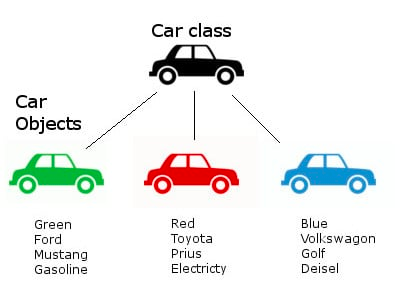 Car class
Car
Objects
Green
Ford
Mustang
Gasoline
Red
Toyota
Prius
Electricty
Blue
Volkswagon
Golf
Deisel